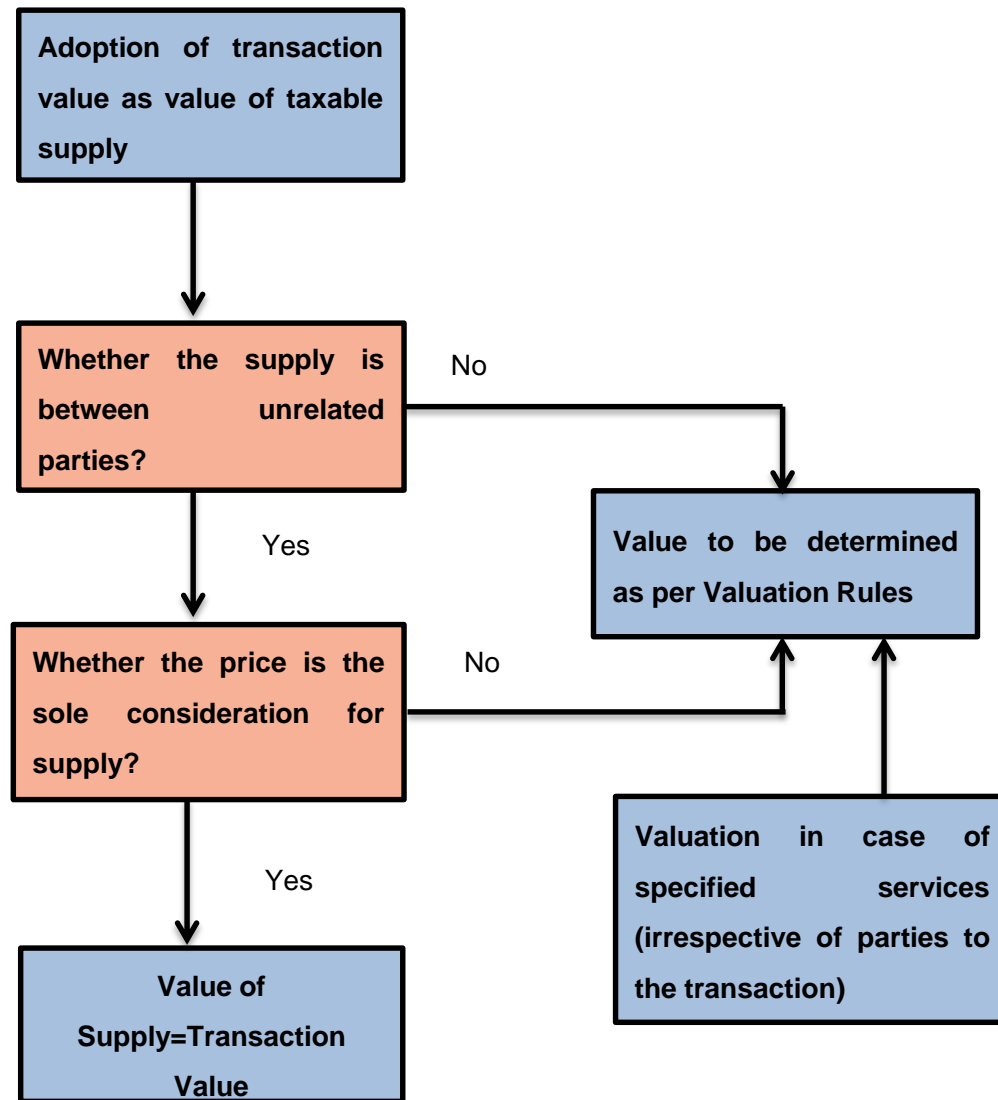 Adoption of transaction
value as value of taxable
supply
Whether the supply is
between unrelated
parties?
No
Yes
Value to be determined
as per Valuation Rules
Whether the price is the
sole consideration for
supply?
No
Yes
Valuation in case of
specified services
(irrespective of parties to
the transaction)
Value of
Supply=Transaction
Value